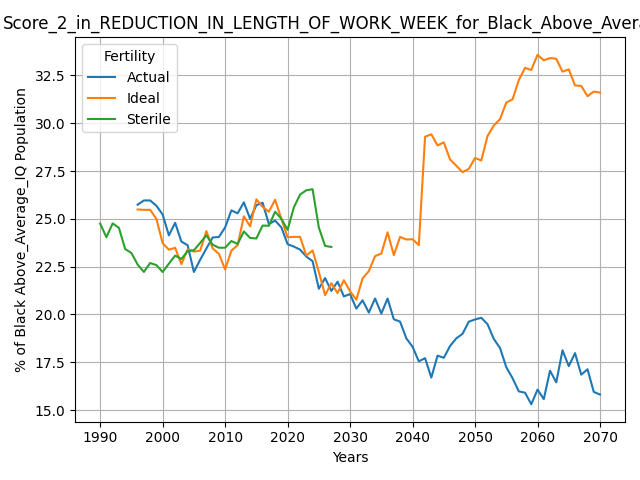 Score_2_in_REDUCTION_IN_LENGTH_OF_WORK_WEEK_for_Black_Above_Avera
Fertility
Actual
Ideal
Sterile
% of Black Above_Average_IQ Population
32.5
30.0
27.5
25.0
22.5
20.0
17.5
15.0
1990 2000 2010 2020 2030 2040 2050 2060 2070
Years